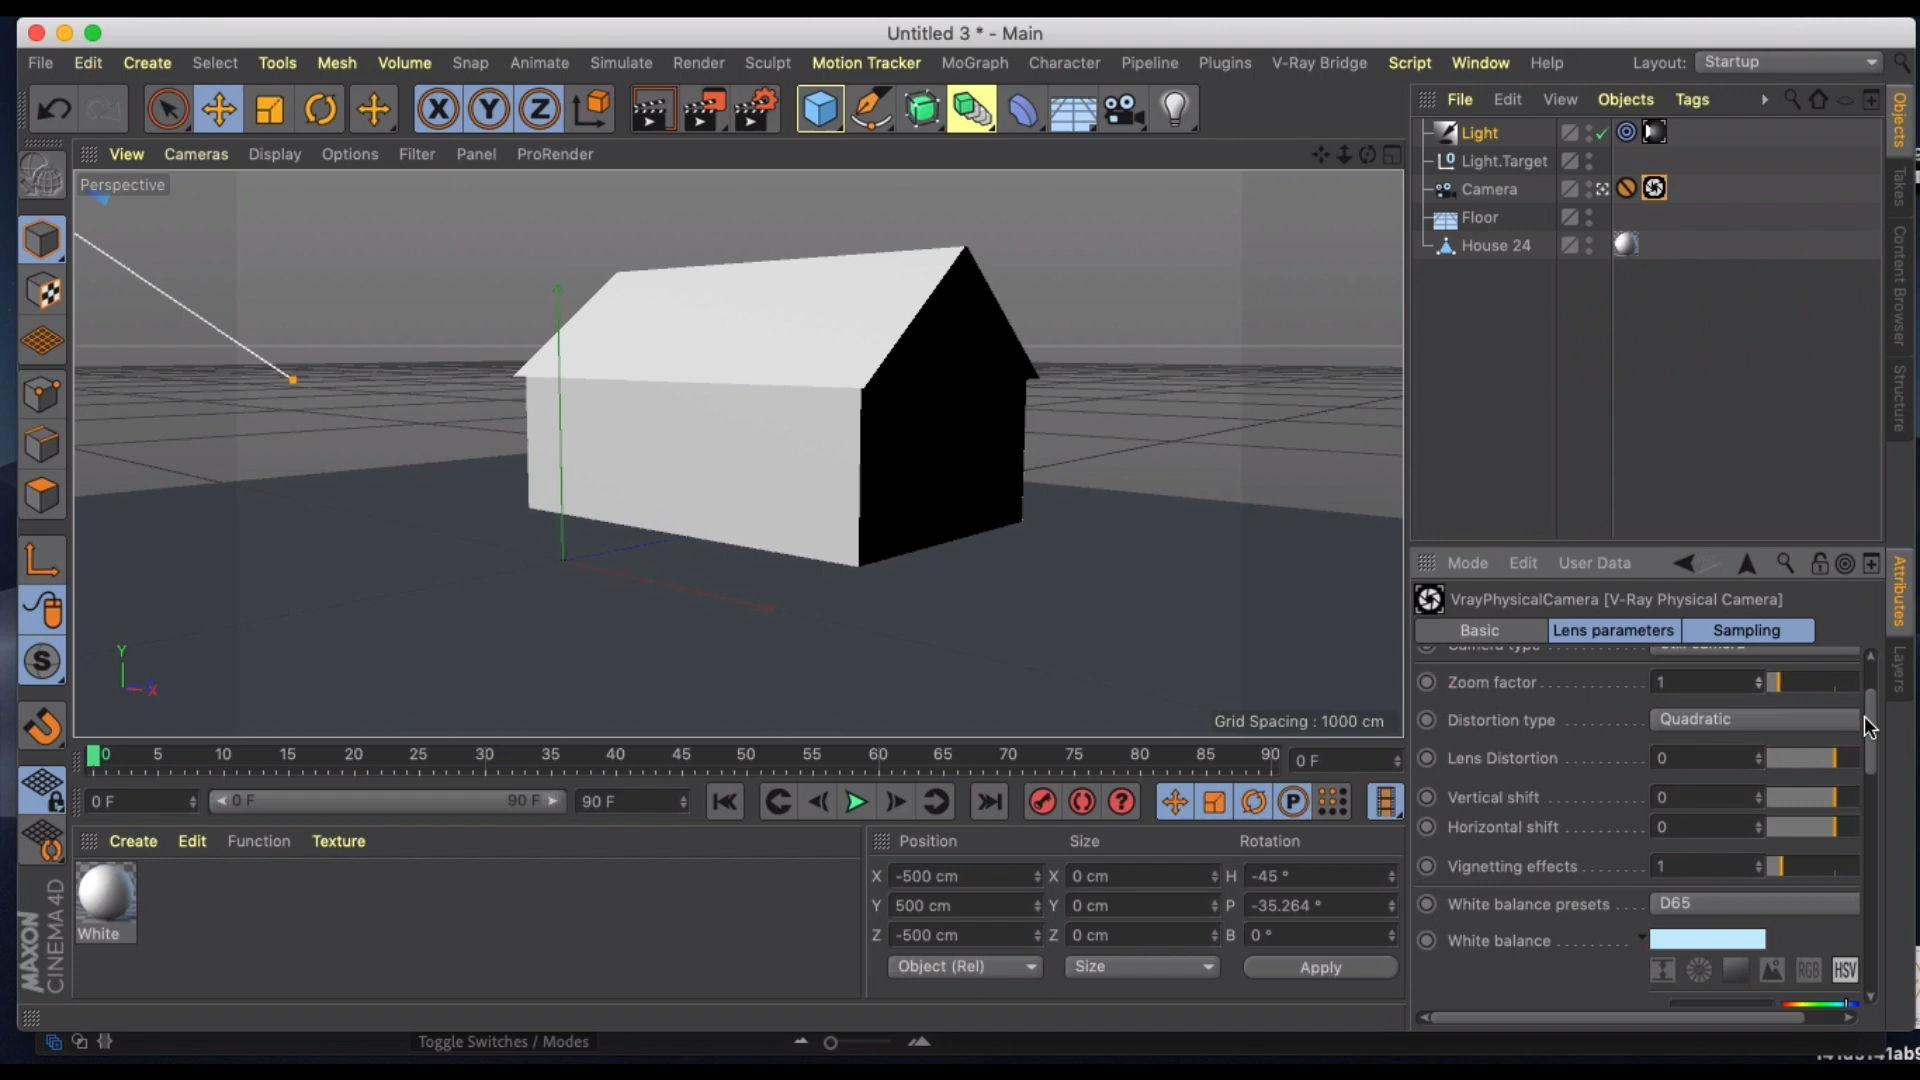 Untitled 3 * - Main
File Edit Create Select Tools Mesh Volume Snap Animate Simulate Render Sculpt Motion Tracker MoGraph Character Pipeline Plugins V-Ray Bridge Script Window Help Layout: Startup
X Y Z
File Edit View Objects Tags
View Cameras Display Options Filter Panel ProRender
Perspective
Light
Light.Target
Camera
Floor
House 24
Objects
Takes
Content Browser
Structure
Y
X
Grid Spacing : 1000 cm
Mode Edit User Data
VrayPhysicalCamera [V-Ray Physical Camera]
Basic Lens parameters Sampling
Zoom factor 1
Distortion type Quadratic
Lens Distortion 0
Vertical shift 0
Horizontal shift 0
Vignetting effects 1
White balance presets D65
White balance
RGB HSV
Attributes
Layers
0 5 10 15 20 25 30 35 40 45 50 55 60 65 70 75 80 85 90 0 F
0 F 0 F 90 F 90 F
P
S
Create Edit Function Texture
White
Position Size Rotation
X -500 cm X 0 cm H -45 °
Y 500 cm Y 0 cm P -35.264 °
Z -500 cm Z 0 cm B 0 °
Object (Rel) Size Apply
MAXON
CINEMA 4D
Toggle Switches / Modes